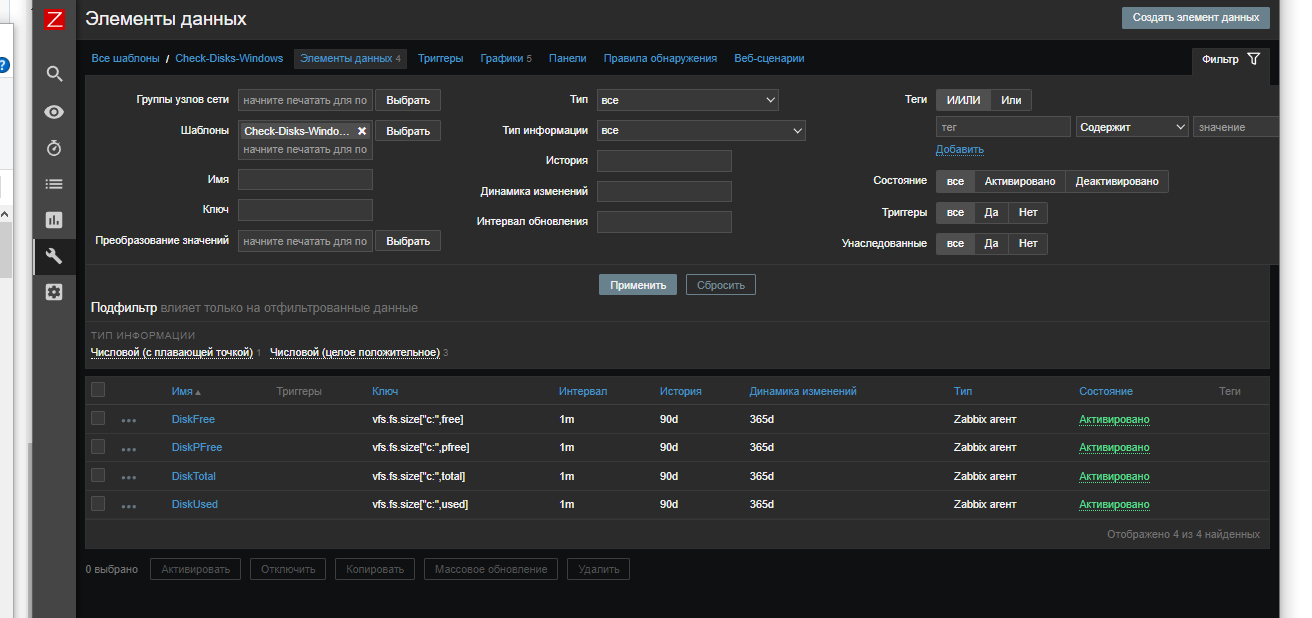 Z Элементы данных Создать элемент данных
?
Все шаблоны / Check-Disks-Windows Элементы данных 4 Триггеры Графики 5 Панели Правила обнаружения Веб-сценарии Фильтр
Группы узлов сети начните печатать для по Выбрать Тип все Теги И/ИЛИ Или
Шаблоны Check-Disks-Windo... Выбрать Тип информации все тег Содержит значение
начните печатать для по История Добавить
Имя Динамика изменений Состояние все Активировано Деактивировано
Ключ Интервал обновления Триггеры все Да Нет
Преобразование значений начните печатать для по Выбрать Унаследованные все Да Нет
Применить Сбросить
Подфильтр влияет только на отфильтрованные данные
ТИП ИНФОРМАЦИИ
Числовой (с плавающей точкой) 1 Числовой (целое положительное) 3
Имя Триггеры Ключ Интервал История Динамика изменений Тип Состояние Теги
DiskFree vfs.fs.size["c:",free] 1m 90d 365d Zabbix агент Активировано
DiskPFree vfs.fs.size["c:",pfree] 1m 90d 365d Zabbix агент Активировано
DiskTotal vfs.fs.size["c:",total] 1m 90d 365d Zabbix агент Активировано
DiskUsed vfs.fs.size["c:",used] 1m 90d 365d Zabbix агент Активировано
Отображено 4 из 4 найденных
0 выбрано Активировать Отключить Копировать Массовое обновление Удалить